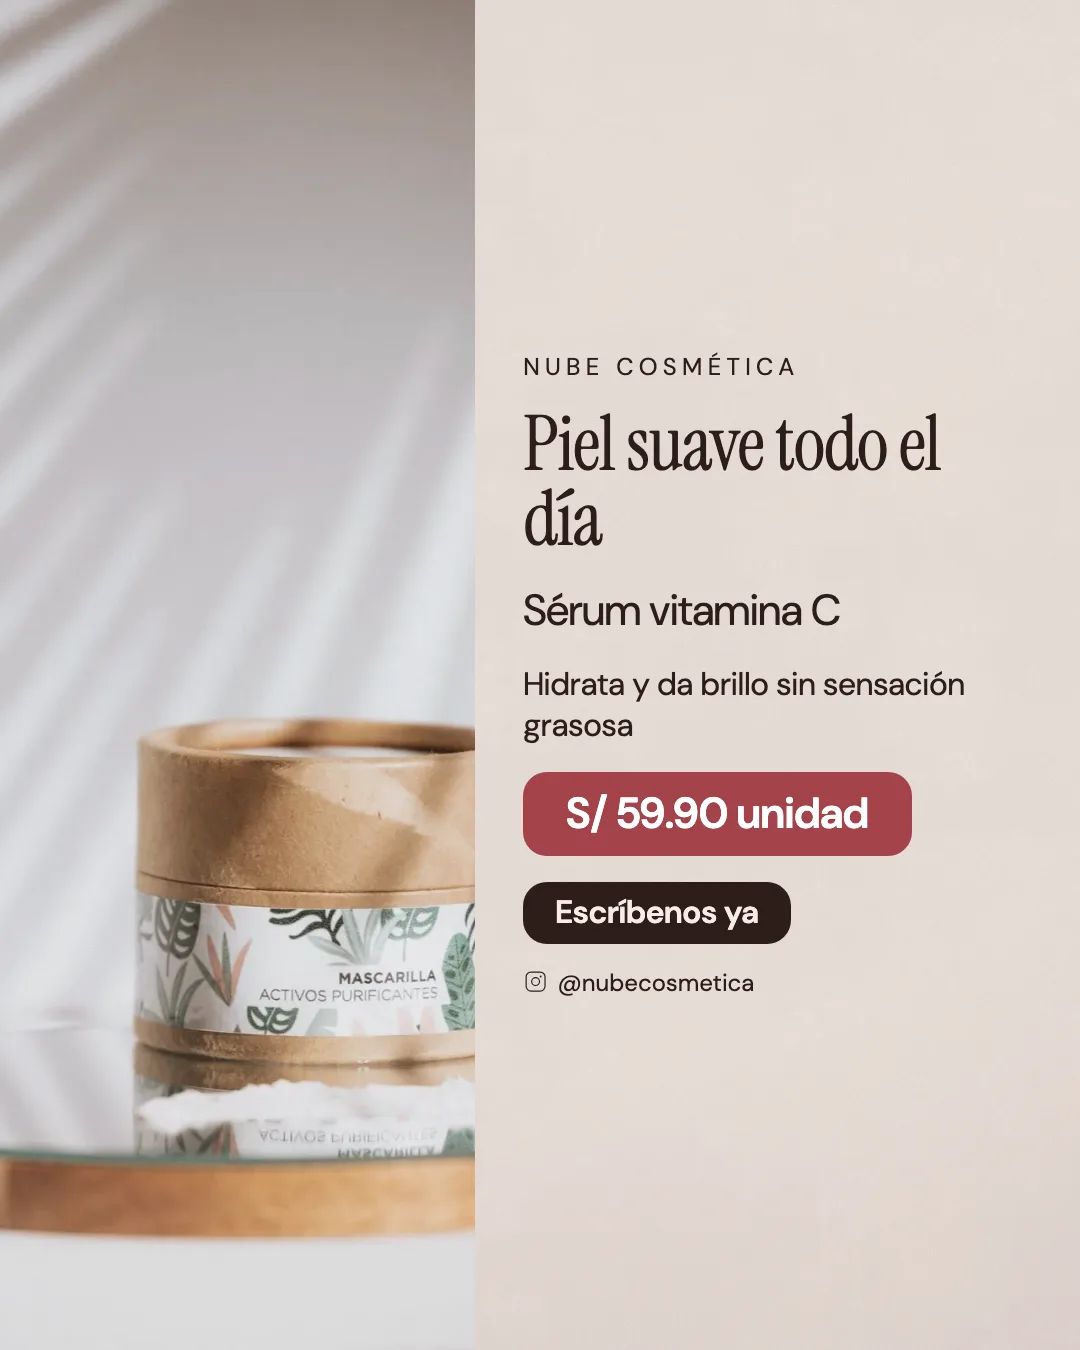 NUBE COSMÉTICA
Piel suave todo el
día
Sérum vitamina C
Hidrata y da brillo sin sensación
grasosa
S/ 59.90 unidad
Escríbenos ya
@nubecosmetica
MASCARILLA
ACTIVOS PURIFICANTES